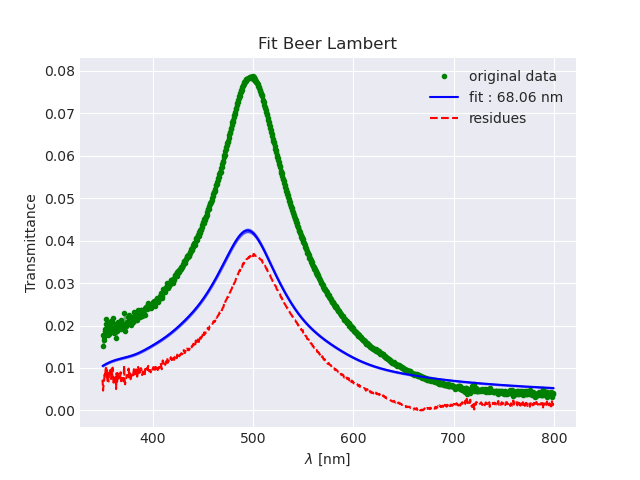 Fit Beer Lambert
original data
fit : 68.06 nm
residues
Transmittance
0.08
0.07
0.06
0.05
0.04
0.03
0.02
0.01
0.00
400 500 600 700 800
λ [nm]